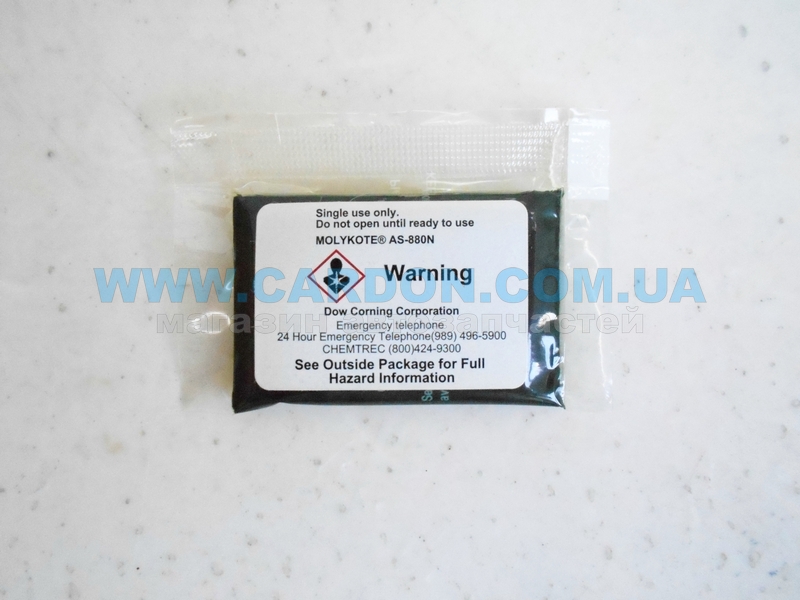 Single use only.
Do not open until ready to use
MOLYKOTE® AS-880N
Warning
WWW.CARDON.COM.UA
Dow Corning Corporation
магазин автозапчастей
Emergency telephone
24 Hour Emergency Telephone(989) 496-5900
CHEMTREC (800)424-9300
See Outside Package for Full
Hazard Information